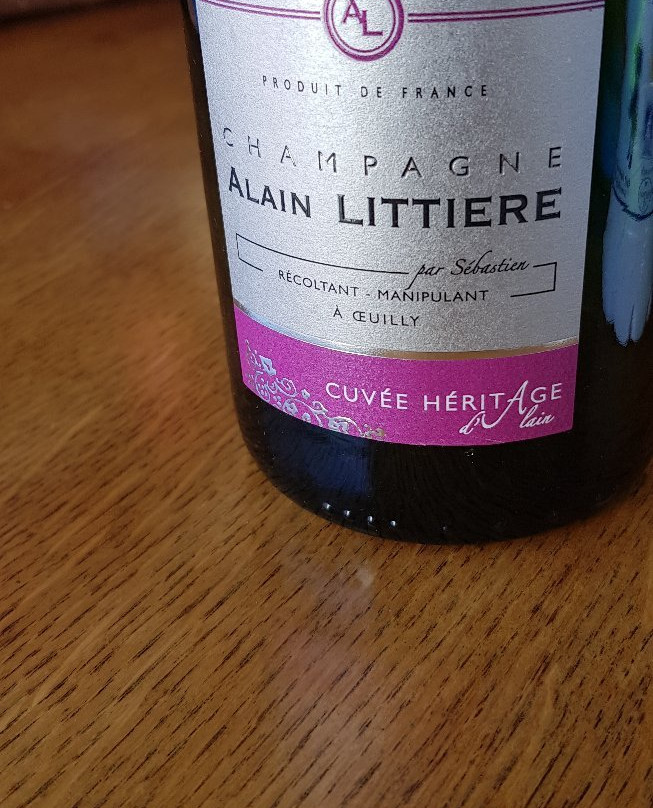 AL
PRODUIT DE FRANCE
CHAMPAGNE
ALAIN LITTIERE
par Sébastien
RÉCOLTANT - MANIPULANT
À ŒUILLY
CUVÉE HÉRITAGE
d'Alain